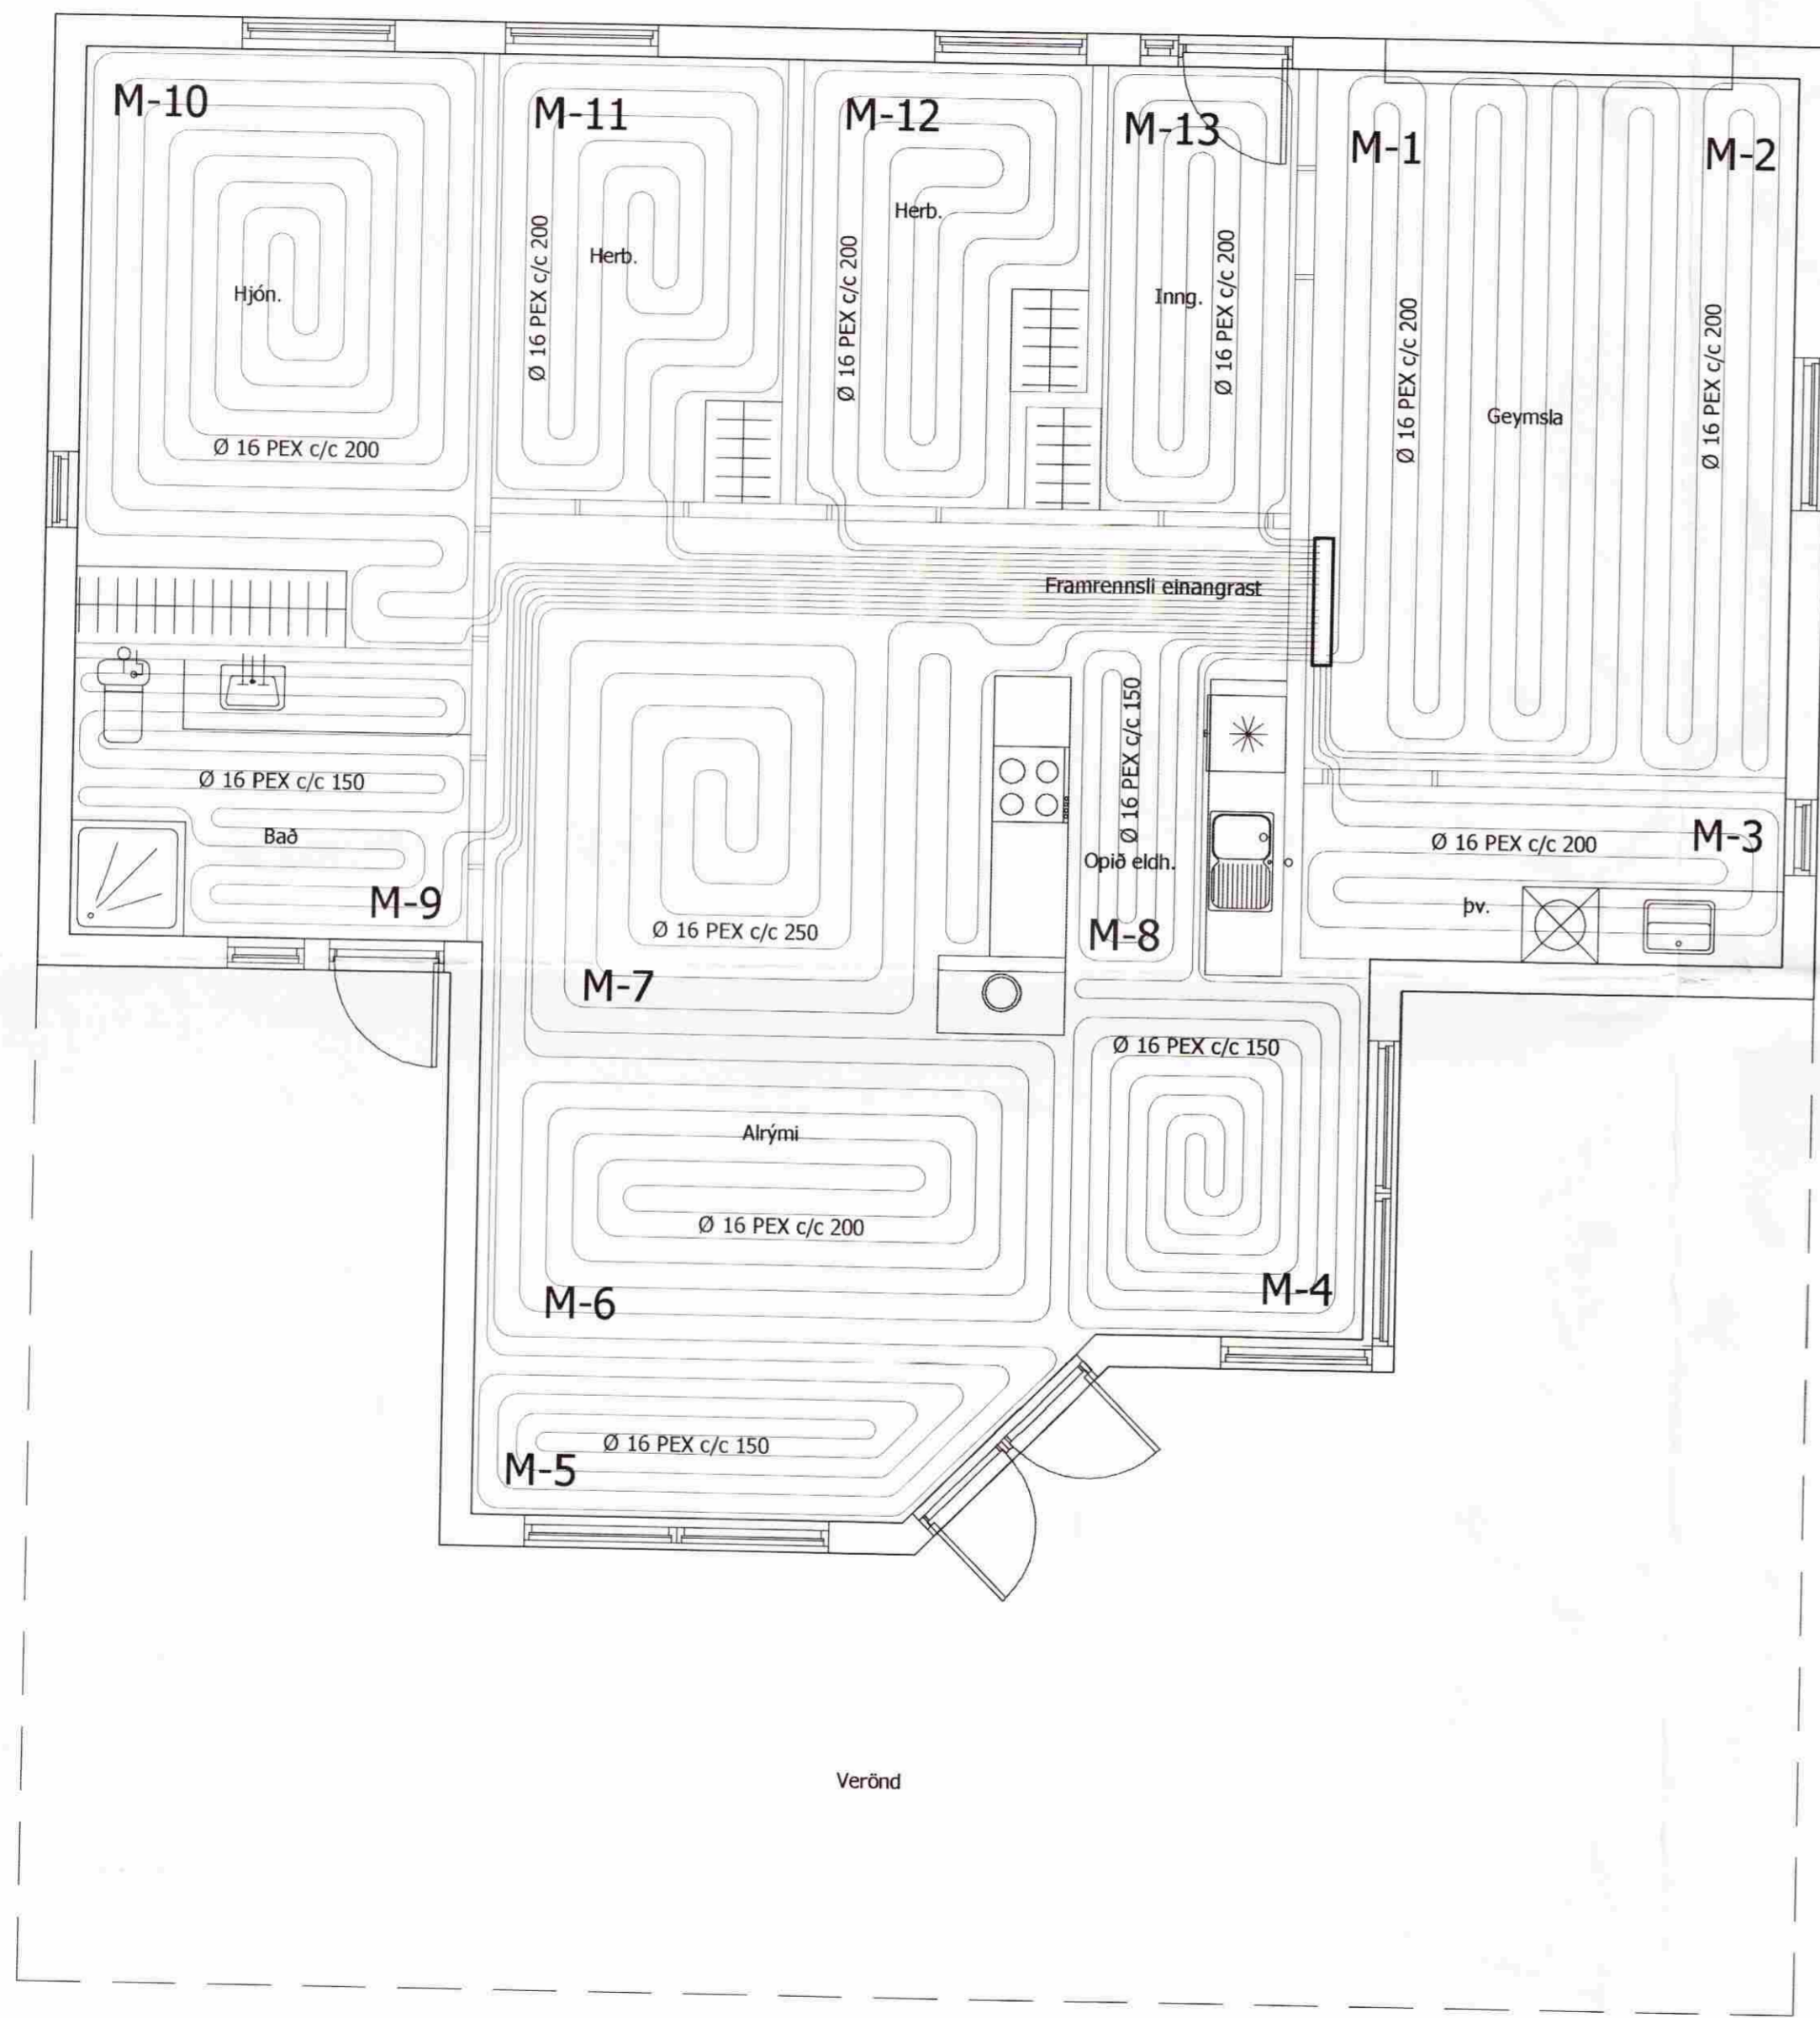 M-10
M-11
M-12
M-13
M-1
M-2
Herb.
Ø 16 PEX c/c 200
Herb.
Ø 16 PEX c/c 200
Hjón.
Inng.
Ø 16 PEX c/c 200
Ø 16 PEX c/c 200
Ø 16 PEX c/c 200
Geymsla
Ø 16 PEX c/c 200
Framrennsli einangrast
Ø 16 PEX c/c 150
Bað
M-9
Ø 16 PEX c/c 150
Opið eldh.
M-8
Ø 16 PEX c/c 200
M-3
þv.
Ø 16 PEX c/c 250
M-7
Ø 16 PEX c/c 150
Alrými
Ø 16 PEX c/c 200
M-6
M-4
Ø 16 PEX c/c 150
M-5
Verönd